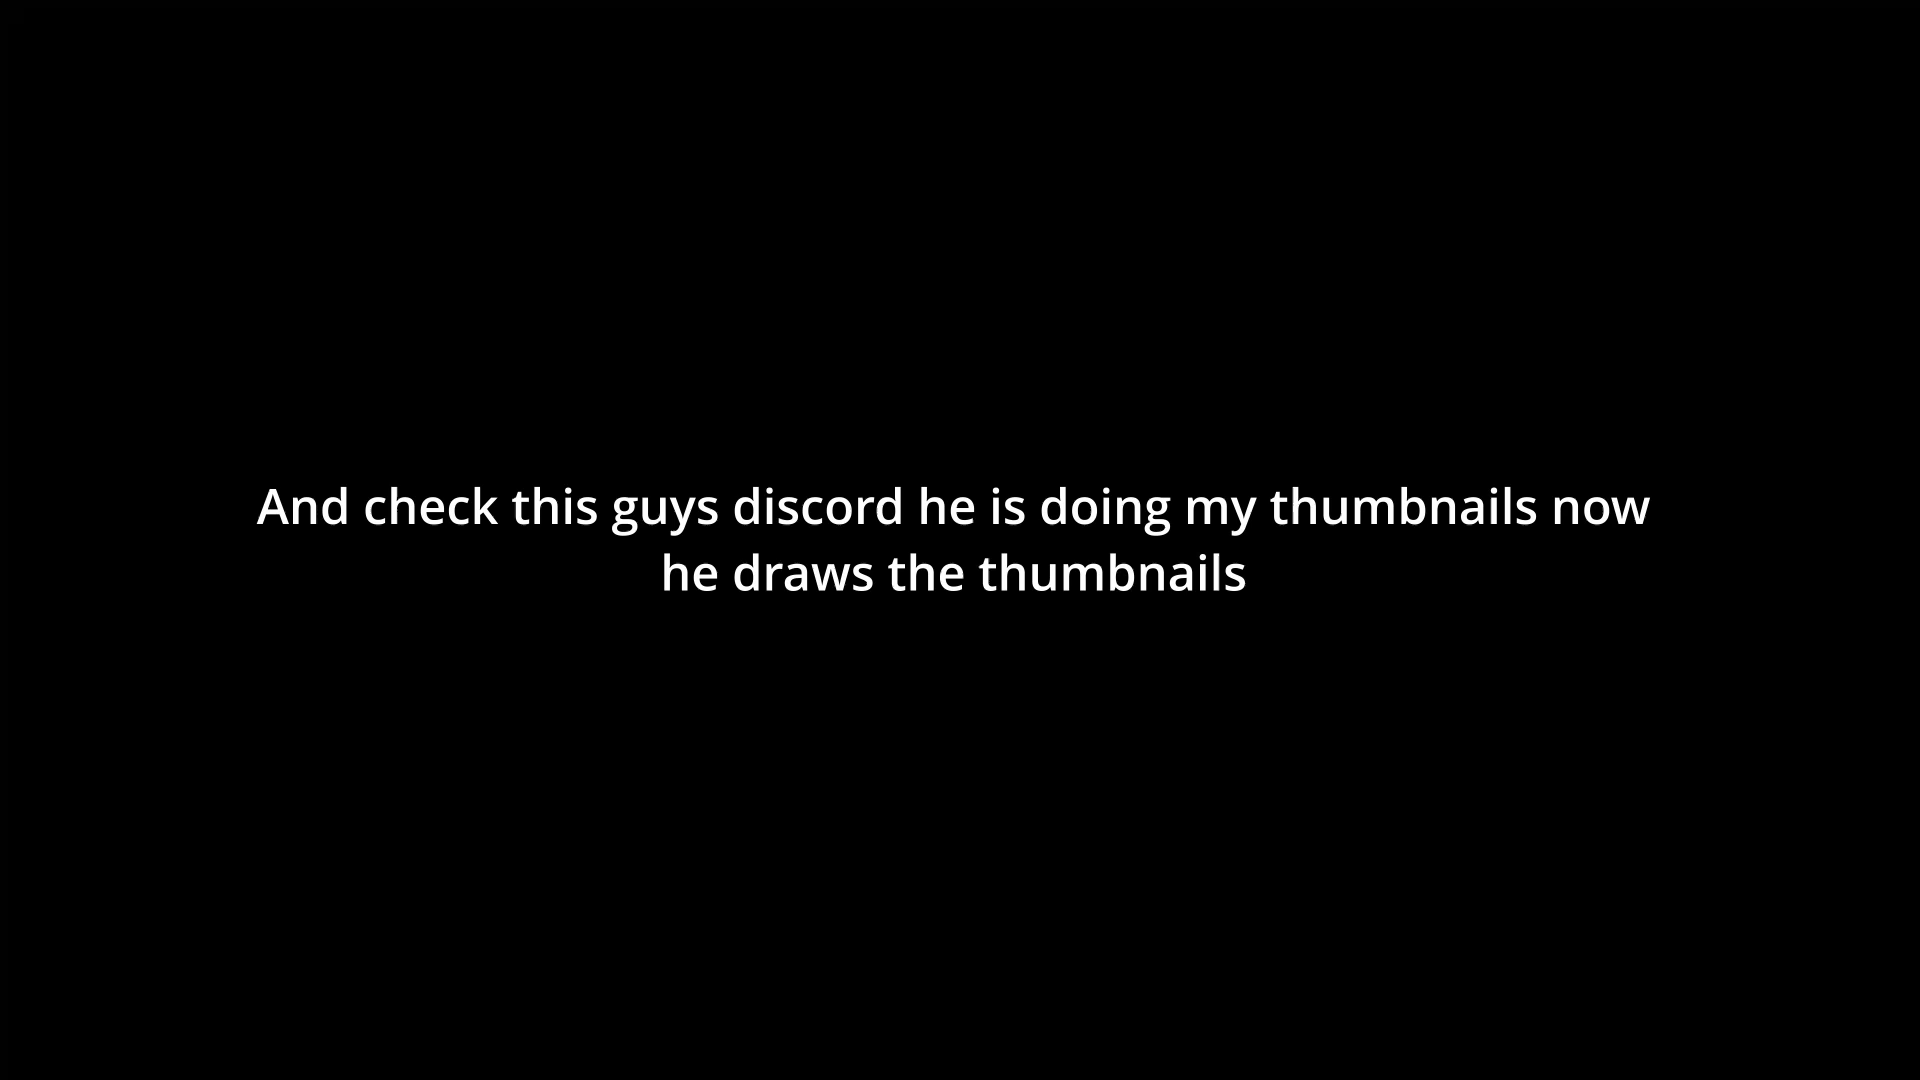 And check this guys discord he is doing my thumbnails now
he draws the thumbnails